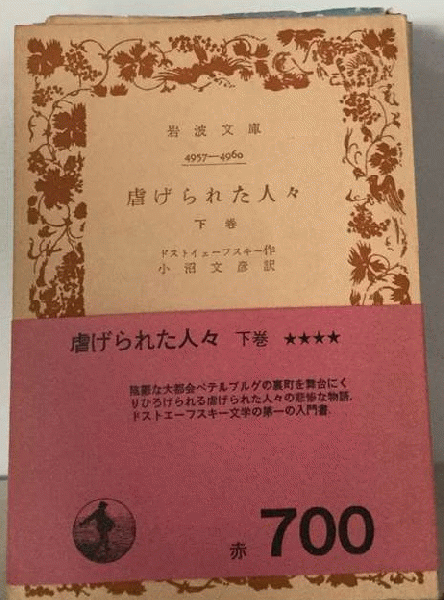 岩波文庫
4957—4960
虐げられた人々
下巻
ドストイェーフスキー作
小沼文彦訳
虐げられた人々 下巻 ★★★★
陰鬱な大都会ペテルブルグの裏町を舞台にく
りひろげられる虐げられた人々の悲惨な物語.
ドストエーフスキー文学の第一の入門書.
赤 700